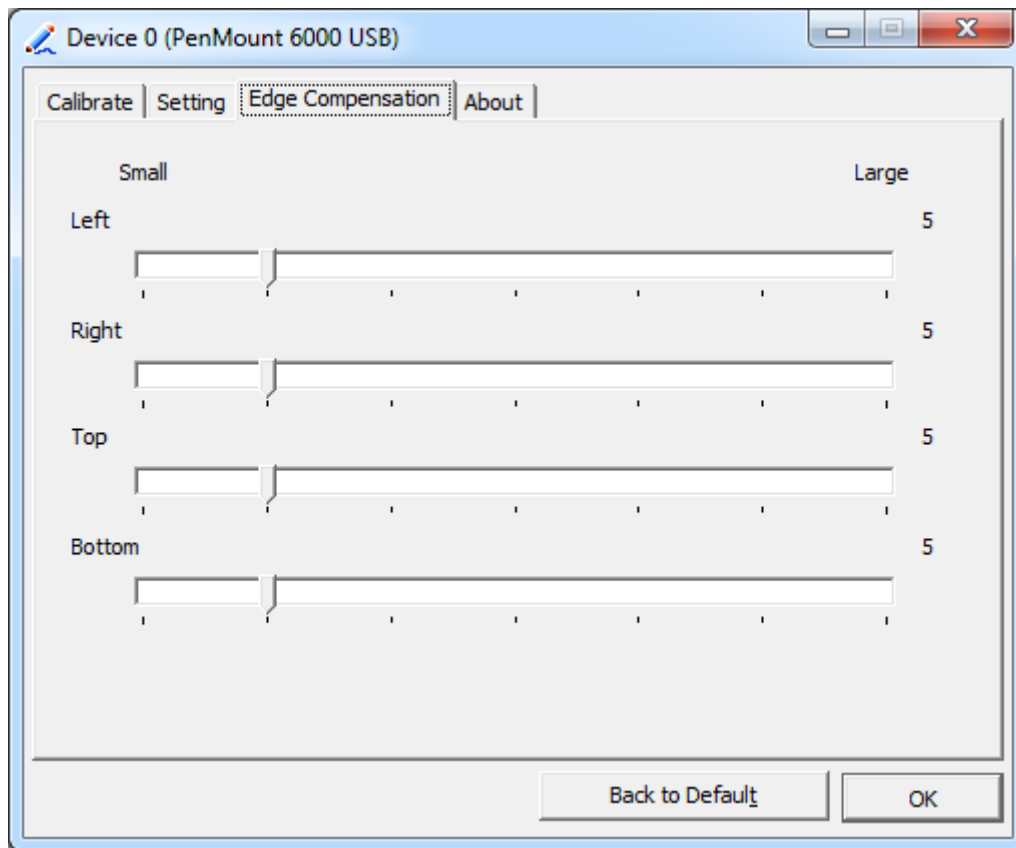 Device 0 (PenMount 6000 USB)
Calibrate Setting Edge Compensation About
Small Large
Left 5
Right 5
Top 5
Bottom 5
Back to Default OK